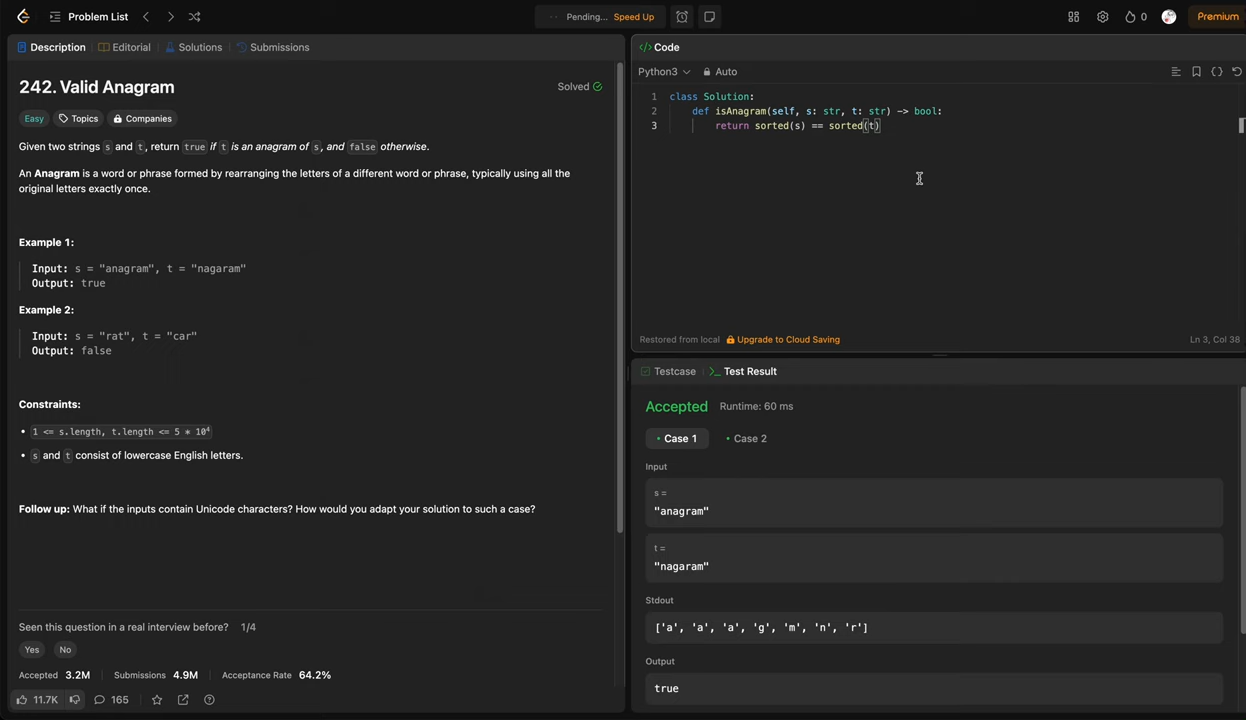 Problem List
Pending... Speed Up
0
Premium
Description
Editorial
Solutions
Submissions
242. Valid Anagram
Solved
Easy
Topics
Companies
Given two strings s and t, return true if t is an anagram of s, and false otherwise.
An Anagram is a word or phrase formed by rearranging the letters of a different word or phrase, typically using all the
original letters exactly once.
Example 1:
Input: s = "anagram", t = "nagaram"
Output: true
Example 2:
Input: s = "rat", t = "car"
Output: false
Constraints:
• 1 <= s.length, t.length <= 5 * 10⁴
• s and t consist of lowercase English letters.
Follow up: What if the inputs contain Unicode characters? How would you adapt your solution to such a case?
Seen this question in a real interview before? 1/4
Yes No
Accepted 3.2M Submissions 4.9M Acceptance Rate 64.2%
11.7K 165
</> Code
Python3 Auto
1 class Solution:
2 def isAnagram(self, s: str, t: str) -> bool:
3 return sorted(s) == sorted(t)
Restored from local Upgrade to Cloud Saving Ln 3, Col 38
Testcase >_ Test Result
Accepted Runtime: 60 ms
• Case 1 • Case 2
Input
s =
"anagram"
t =
"nagaram"
Stdout
['a', 'a', 'a', 'g', 'm', 'n', 'r']
Output
true